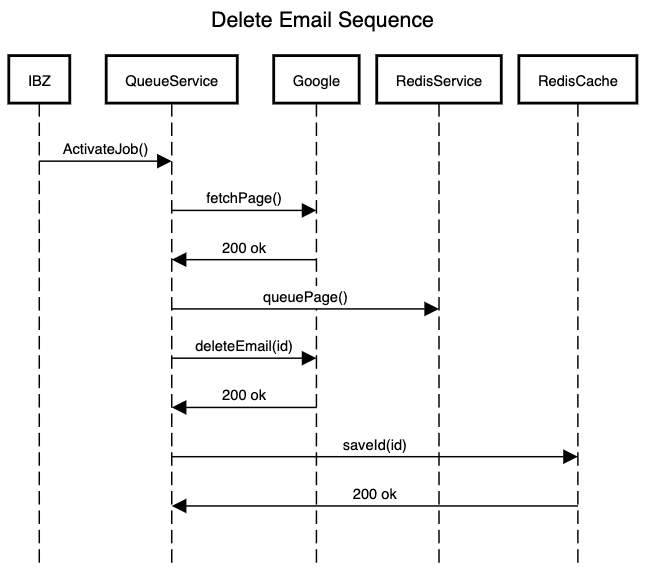 Delete Email Sequence
IBZ
QueueService
Google
RedisService
RedisCache
ActivateJob()
fetchPage()
200 ok
queuePage()
deleteEmail(id)
200 ok
saveId(id)
200 ok